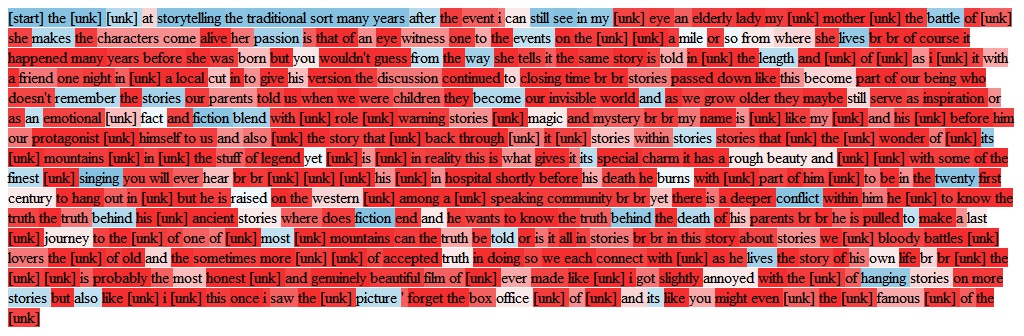 [start] the [unk] [unk] at storytelling the traditional sort many years after the event i can still see in my [unk] eye an elderly lady my [unk] mother [unk] the battle of [unk]
she makes the characters come alive her passion is that of an eye witness one to the events on the [unk] [unk] a mile or so from where she lives br br of course it
happened many years before she was born but you wouldn't guess from the way she tells it the same story is told in [unk] the length and [unk] of [unk] as i [unk] it with
a friend one night in [unk] a local cut in to give his version the discussion continued to closing time br br stories passed down like this become part of our being who
doesn't remember the stories our parents told us when we were children they become our invisible world and as we grow older they maybe still serve as inspiration or
as an emotional [unk] fact and fiction blend with [unk] role [unk] warning stories [unk] magic and mystery br br my name is [unk] like my [unk] and his [unk] before him
our protagonist [unk] himself to us and also [unk] the story that [unk] back through [unk] it [unk] stories within stories stories that [unk] the [unk] wonder of [unk] its
[unk] mountains [unk] in [unk] the stuff of legend yet [unk] is [unk] in reality this is what gives it its special charm it has a rough beauty and [unk] [unk] with some of the
finest [unk] singing you will ever hear br br [unk] [unk] [unk] his [unk] in hospital shortly before his death he burns with [unk] part of him [unk] to be in the twenty first
century to hang out in [unk] but he is raised on the western [unk] among a [unk] speaking community br br yet there is a deeper conflict within him he [unk] to know the
truth the truth behind his [unk] ancient stories where does fiction end and he wants to know the truth behind the death of his parents br br he is pulled to make a last
[unk] journey to the [unk] of one of [unk] most [unk] mountains can the truth be told or is it all in stories br br in this story about stories we [unk] bloody battles [unk]
lovers the [unk] of old and the sometimes more [unk] of accepted truth in doing so we each connect with [unk] as he lives the story of his own life br br [unk] the
[unk] [unk] is probably the most honest [unk] and genuinely beautiful film of [unk] ever made like [unk] i got slightly annoyed with the [unk] of hanging stories on more
stories but also like [unk] i [unk] this once i saw the [unk] picture ' forget the box office [unk] of [unk] and its like you might even [unk] the [unk] famous [unk] of the
[unk]